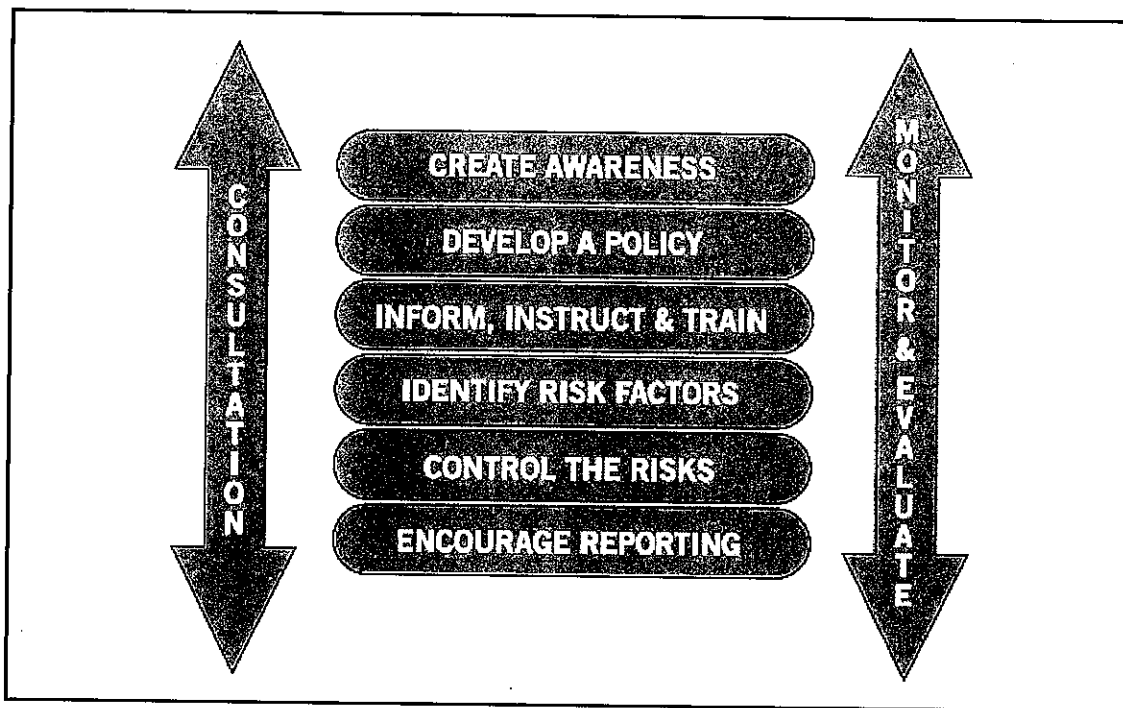 CONSULTATION
CREATE AWARENESS
DEVELOP A POLICY
INFORM, INSTRUCT & TRAIN
IDENTIFY RISK FACTORS
CONTROL THE RISKS
ENCOURAGE REPORTING
MONITOR & EVALUATE